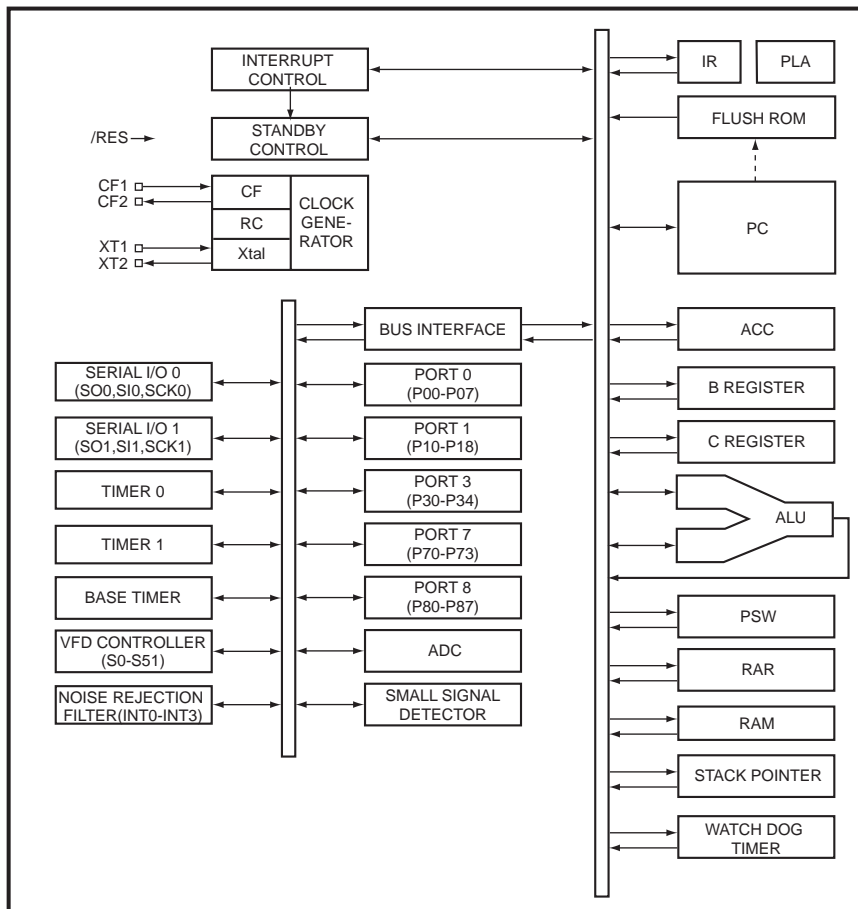 INTERRUPT
CONTROL
/RES
STANDBY
CONTROL
CF1
CF2
XT1
XT2
CF
RC
Xtal
CLOCK
GENE-
RATOR
IR
PLA
FLUSH ROM
PC
BUS INTERFACE
ACC
SERIAL I/O 0
(SO0,SI0,SCK0)
PORT 0
(P00-P07)
B REGISTER
SERIAL I/O 1
(SO1,SI1,SCK1)
PORT 1
(P10-P18)
C REGISTER
TIMER 0
PORT 3
(P30-P34)
ALU
TIMER 1
PORT 7
(P70-P73)
BASE TIMER
PORT 8
(P80-P87)
PSW
VFD CONTROLLER
(S0-S51)
ADC
RAR
NOISE REJECTION
FILTER(INT0-INT3)
SMALL SIGNAL
DETECTOR
RAM
STACK POINTER
WATCH DOG
TIMER